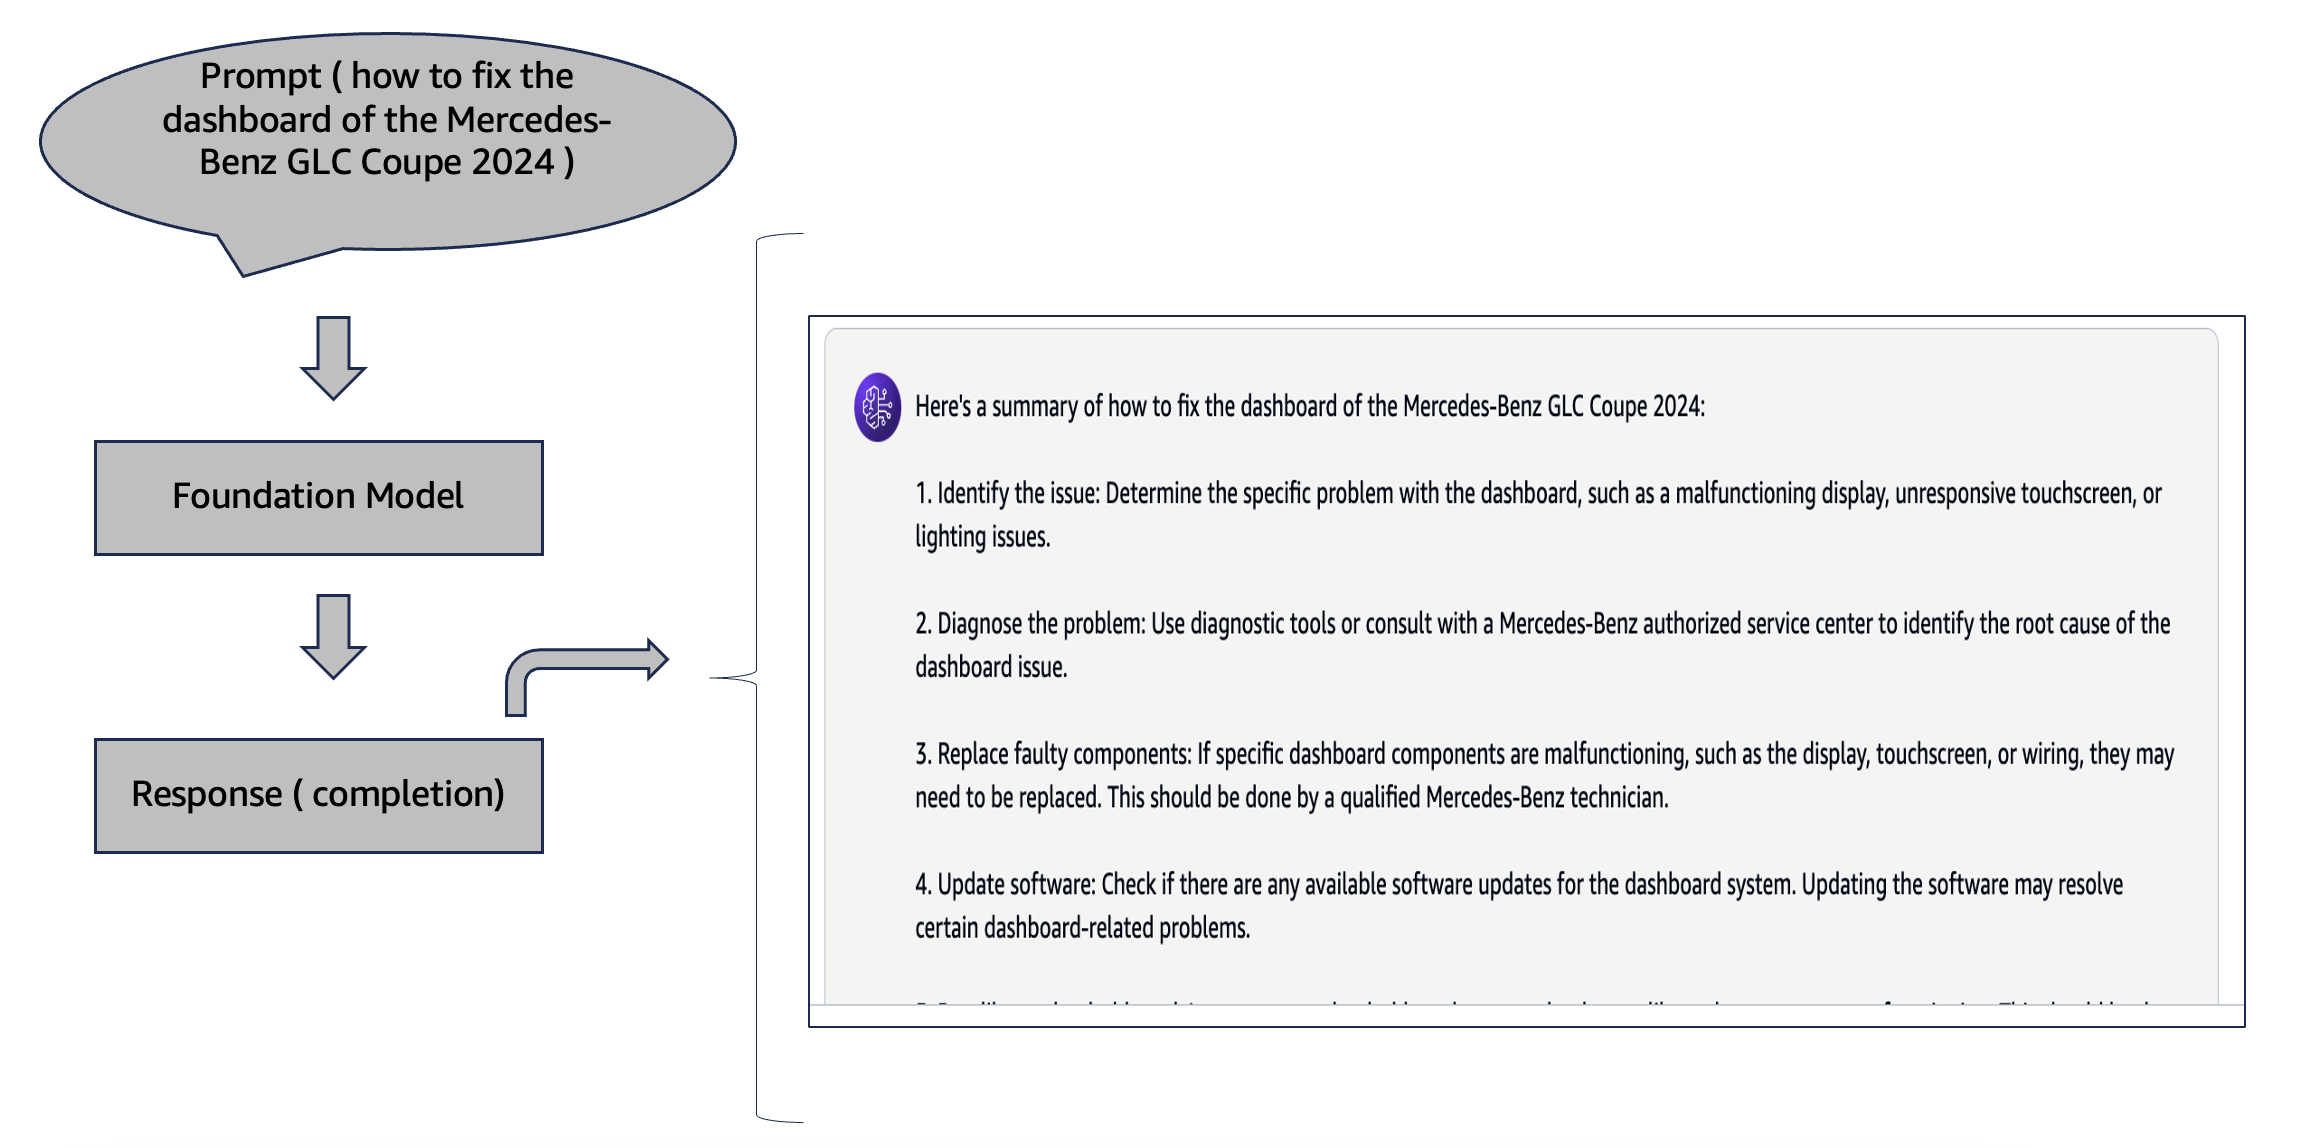 Prompt ( how to fix the
dashboard of the Mercedes-
Benz GLC Coupe 2024 )
Foundation Model
Response ( completion)
Here's a summary of how to fix the dashboard of the Mercedes-Benz GLC Coupe 2024:
1. Identify the issue: Determine the specific problem with the dashboard, such as a malfunctioning display, unresponsive touchscreen, or
lighting issues.
2. Diagnose the problem: Use diagnostic tools or consult with a Mercedes-Benz authorized service center to identify the root cause of the
dashboard issue.
3. Replace faulty components: If specific dashboard components are malfunctioning, such as the display, touchscreen, or wiring, they may
need to be replaced. This should be done by a qualified Mercedes-Benz technician.
4. Update software: Check if there are any available software updates for the dashboard system. Updating the software may resolve
certain dashboard-related problems.